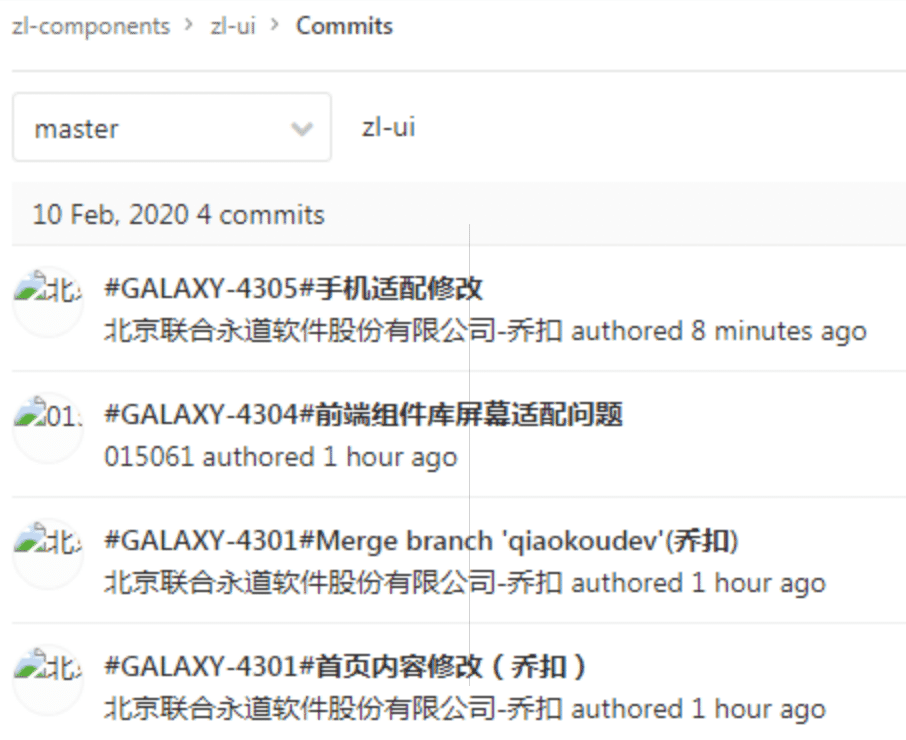 zl-components > zl-ui > Commits
master
zl-ui
10 Feb, 2020 4 commits
北
#GALAXY-4305#手机适配修改
北京联合永道软件股份有限公司-乔扣 authored 8 minutes ago
01
#GALAXY-4304#前端组件库屏幕适配问题
015061 authored 1 hour ago
北
#GALAXY-4301#Merge branch 'qiaokoudev'(乔扣)
北京联合永道软件股份有限公司-乔扣 authored 1 hour ago
北
#GALAXY-4301#首页内容修改（乔扣）
北京联合永道软件股份有限公司-乔扣 authored 1 hour ago